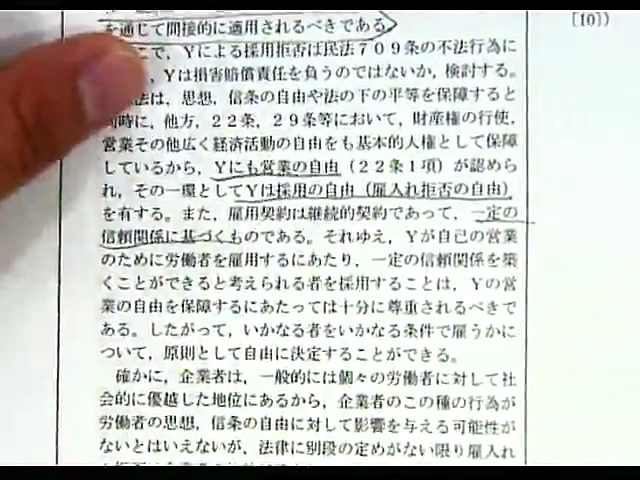 を通じて間接的に適用されるべきである。
〔10〕)
こで，Yによる採用拒否は民法７０９条の不法行為に
，Yは損害賠償責任を負うのではないか，検討する。
法は，思想，信条の自由や法の下の平等を保障すると
同時に，他方，２２条，２９条等において，財産権の行使，
営業その他広く経済活動の自由をも基本的人権として保障
しているから，Yにも営業の自由（２２条１項）が認めら
れ，その一環としてYは採用の自由（雇入れ拒否の自由）
を有する。また，雇用契約は継続的契約であって，一定の
信頼関係に基づくものである。それゆえ，Yが自己の営業
のために労働者を雇用するにあたり，一定の信頼関係を築
くことができると考えられる者を採用することは，Yの営
業の自由を保障するにあたっては十分に尊重されるべきで
ある。したがって，いかなる者をいかなる条件で雇うかに
ついて，原則として自由に決定することができる。
確かに，企業者は，一般的には個々の労働者に対して社
会的に優越した地位にあるから，企業者のこの種の行為が
労働者の思想，信条の自由に対して影響を与える可能性が
ないとはいえないが，法律に別段の定めがない限り雇入れ